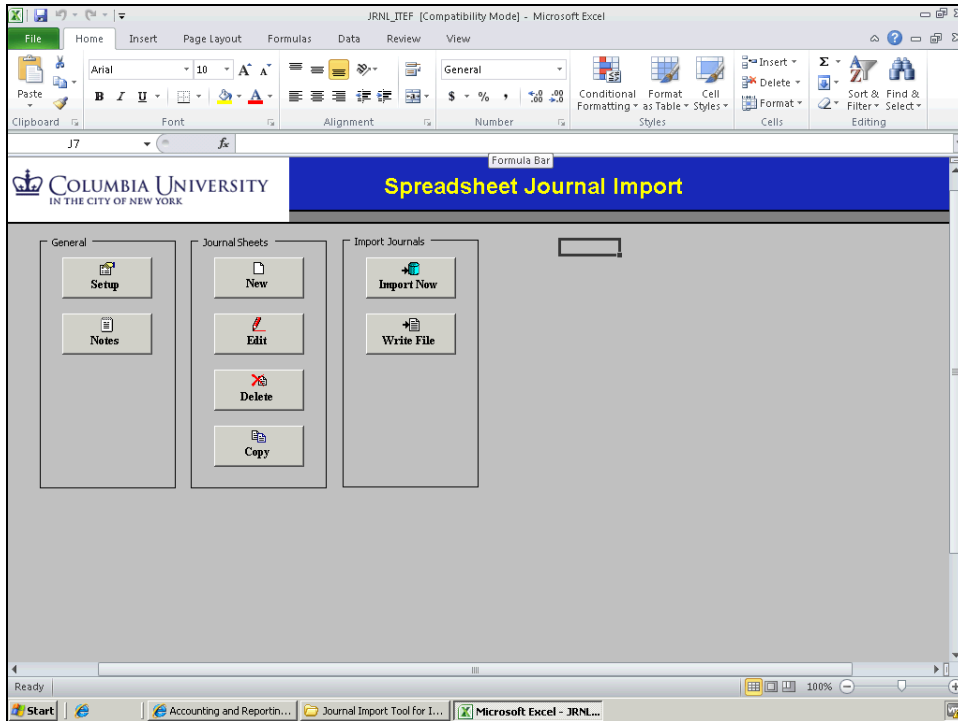 JRNL_ITEF [Compatibility Mode] - Microsoft Excel
File Home Insert Page Layout Formulas Data Review View
Paste
Arial 10
General
B I U
$ % ,
Conditional Formatting
Format as Table
Cell Styles
Insert
Delete
Format
Sort & Filter
Find & Select
Clipboard Font Alignment Number Styles Cells Editing
J7 fx
Formula Bar
COLUMBIA UNIVERSITY
IN THE CITY OF NEW YORK
Spreadsheet Journal Import
General Journal Sheets Import Journals
Setup New Import Now
Notes Edit Write File
Delete
Copy
Ready 100%
Start Accounting and Reportin... Journal Import Tool for I... Microsoft Excel - JRNL...